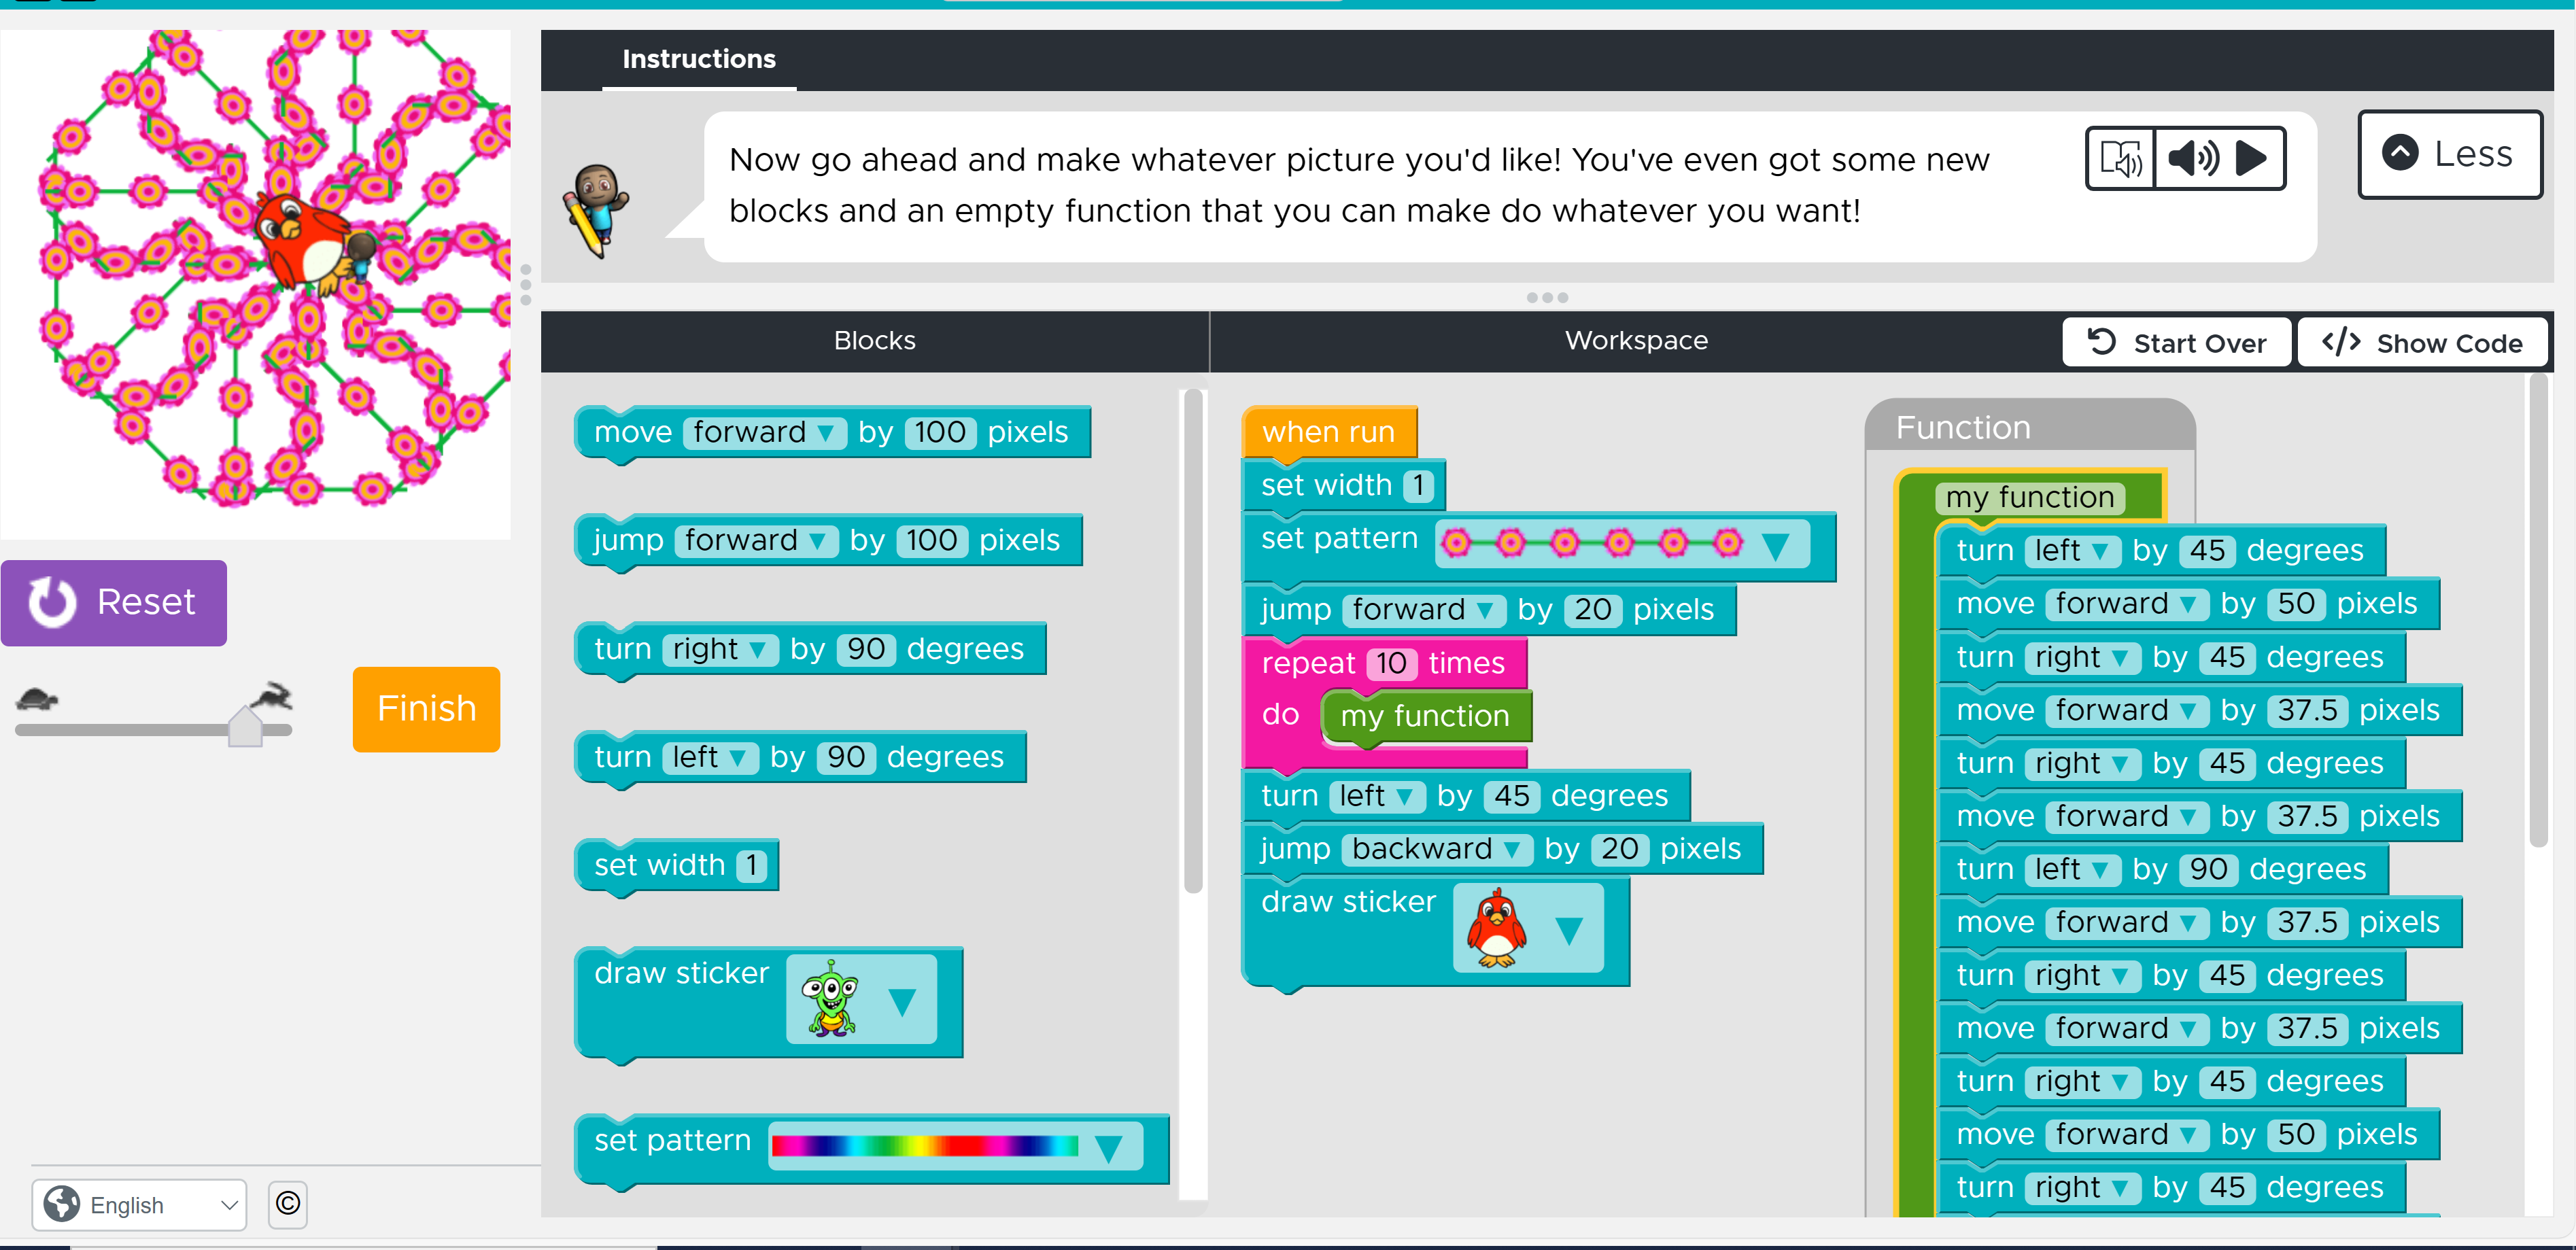 Instructions
Now go ahead and make whatever picture you'd like! You've even got some new
blocks and an empty function that you can make do whatever you want!
Less
Blocks
Workspace
Start Over
</> Show Code
Reset
Finish
English
©
move forward ▼ by 100 pixels
jump forward ▼ by 100 pixels
turn right ▼ by 90 degrees
turn left ▼ by 90 degrees
set width 1
draw sticker ▼
set pattern ▼
when run
set width 1
set pattern ▼
jump forward ▼ by 20 pixels
repeat 10 times
do my function
turn left ▼ by 45 degrees
jump backward ▼ by 20 pixels
draw sticker ▼
Function
my function
turn left ▼ by 45 degrees
move forward ▼ by 50 pixels
turn right ▼ by 45 degrees
move forward ▼ by 37.5 pixels
turn right ▼ by 45 degrees
move forward ▼ by 37.5 pixels
turn left ▼ by 90 degrees
move forward ▼ by 37.5 pixels
turn right ▼ by 45 degrees
move forward ▼ by 37.5 pixels
turn right ▼ by 45 degrees
move forward ▼ by 50 pixels
turn right ▼ by 45 degrees